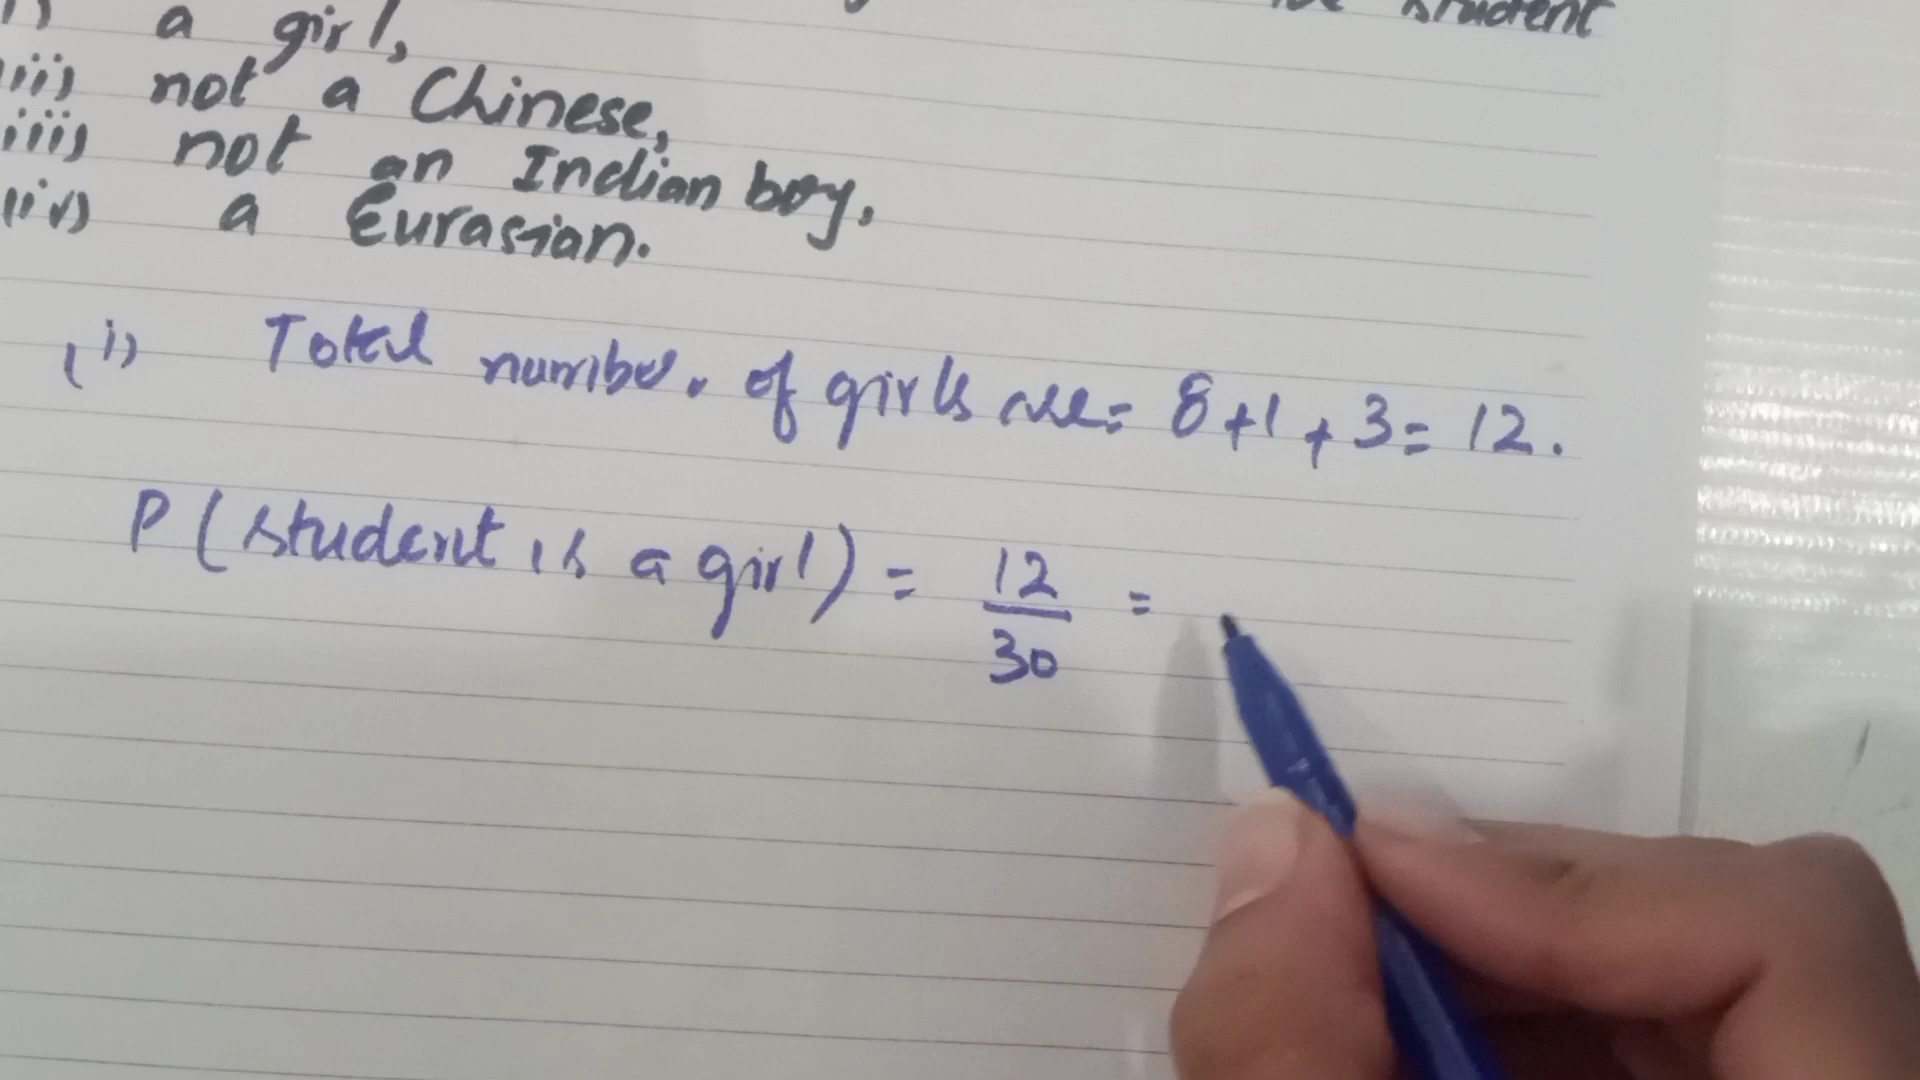 student
a girl,
iii) not a Chinese,
iiii) not an Indian boy,
(iv) a Eurasian.
(i) Total number. of girls are = 8+1+3= 12.
P(student is a girl) = 12/30 =